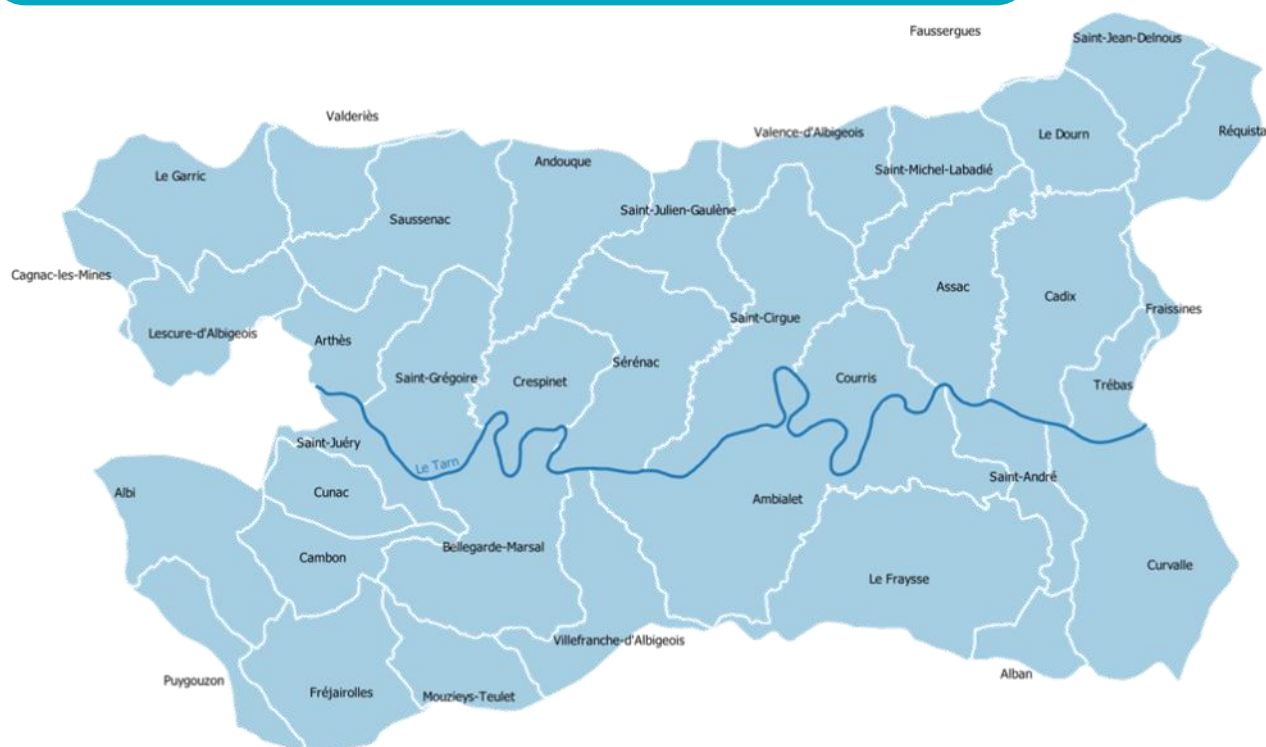 Faussergues
Saint-Jean-Delnous
Valderiès
Valence-d'Albigeois
Le Dourn
Réquista
Andouque
Le Garric
Saint-Michel-Labadié
Saint-Julien-Gaulène
Saussenac
Cagnac-les-Mines
Assac
Cadix
Fraissines
Saint-Cirgue
Lescure-d'Albigeois
Arthès
Sérénac
Saint-Grégoire
Crespinet
Courris
Trébas
Saint-Juéry
Le Tarn
Saint-André
Albi
Cunac
Ambialet
Bellegarde-Marsal
Cambon
Curvalle
Le Fraysse
Villefranche-d'Albigeois
Alban
Puygouzon
Fréjairolles
Mouzieys-Teulet